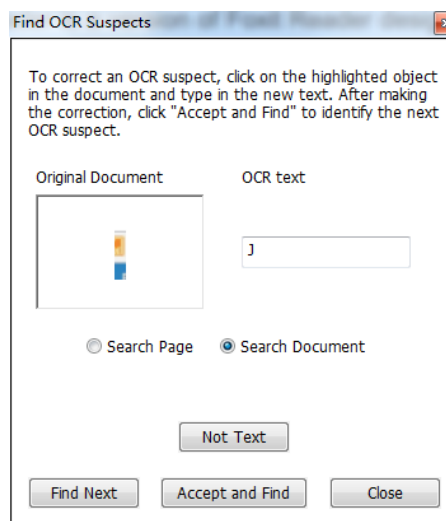 Find OCR Suspects
To correct an OCR suspect, click on the highlighted object
in the document and type in the new text. After making
the correction, click "Accept and Find" to identify the next
OCR suspect.
Original Document
OCR text
J
Search Page
Search Document
Not Text
Find Next
Accept and Find
Close